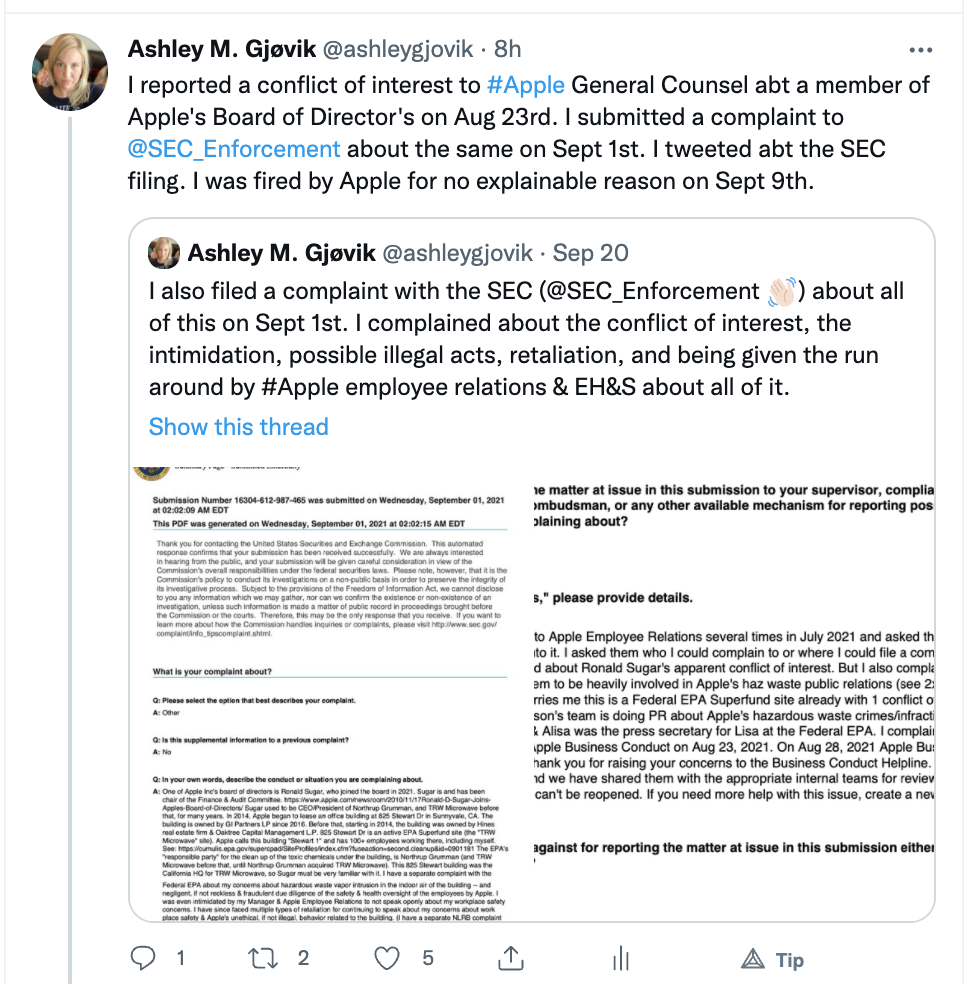 Ashley M. Gjøvik @ashleygjovik · 8h
I reported a conflict of interest to #Apple General Counsel abt a member of
Apple's Board of Director's on Aug 23rd. I submitted a complaint to
@SEC_Enforcement about the same on Sept 1st. I tweeted abt the SEC
filing. I was fired by Apple for no explainable reason on Sept 9th.
Ashley M. Gjøvik @ashleygjovik · Sep 20
I also filed a complaint with the SEC (@SEC_Enforcement 👋🏻) about all
of this on Sept 1st. I complained about the conflict of interest, the
intimidation, possible illegal acts, retaliation, and being given the run
around by #Apple employee relations & EH&S about all of it.
Show this thread
Submission Number 16304-612-987-465 was submitted on Wednesday, September 01, 2021
at 02:02:09 AM EDT
This PDF was generated on Wednesday, September 01, 2021 at 02:02:15 AM EDT
Thank you for contacting the United States Securities and Exchange Commission. This automated
response confirms that your submission has been received successfully. We are always interested
in hearing from the public, and your submission will be given careful consideration in view of the
Commission's overall responsibilities under the federal securities laws. Please note, however, that it is the
Commission's policy to conduct its investigations on a non-public basis in order to preserve the integrity of
its investigative process. Subject to the provisions of the Freedom of Information Act, we cannot disclose
to you any information which we may gather, nor can we confirm the existence or non-existence of an
investigation, unless such information is made a matter of public record in proceedings brought before
the Commission or the courts. Therefore, this may be the only response that you receive. If you want to
learn more about how the Commission handles inquiries or complaints, please visit http://www.sec.gov/
complaint/info_tipscomplaint.shtml.
What is your complaint about?
Q: Please select the option that best describes your complaint.
A: Other
Q: Is this supplemental information to a previous complaint?
A: No
Q: In your own words, describe the conduct or situation you are complaining about.
A: One of Apple Inc's board of directors is Ronald Sugar, who joined the board in 2021. Sugar is and has been
chair of the Finance & Audit Committee. https://www.apple.com/newsroom/2010/11/17Ronald-D-Sugar-Joins-
Apples-Board-of-Directors/ Sugar used to be CEO/President of Northrup Grumman, and TRW Microwave before
that, for many years. In 2014, Apple began to lease an office building at 825 Stewart Dr in Sunnyvale, CA. The
building is owned by GI Partners LP since 2016. Before that, starting in 2014, the building was owned by Hines
real estate firm & Oaktree Capital Management L.P. 825 Stewart Dr is an active EPA Superfund site (the "TRW
Microwave" site). Apple calls this building "Stewart 1" and has 100+ employees working there, including myself.
See: https://cumulis.epa.gov/supercpad/SiteProfiles/index.cfm?fuseaction=second.cleanup&id=0901181 The EPA's
"responsible party" for the clean up of the toxic chemicals under the building, is Northrup Grumman (and TRW
Microwave before that, until Northrup Grumman acquired TRW Microwave). This 825 Stewart building was the
California HQ for TRW Microwave, so Sugar must be very familiar with it. I have a separate complaint with the
Federal EPA about my concerns about hazardous waste vapor intrusion in the indoor air of the building -- and
negligent, if not reckless & fraudulent due diligence of the safety & health oversight of the employees by Apple. I
was even intimidated by my Manager & Apple Employee Relations to not speak openly about my workplace safety
concerns. I have since faced multiple types of retaliation for continuing to speak about my concerns about work
place safety & Apple's unethical, if not illegal, behavior related to the building. (I have a separate NLRB complaint
he matter at issue in this submission to your supervisor, complia
ombudsman, or any other available mechanism for reporting pos
plaining about?
s," please provide details.
to Apple Employee Relations several times in July 2021 and asked th
to it. I asked them who I could complain to or where I could file a com
d about Ronald Sugar's apparent conflict of interest. But I also compla
em to be heavily involved in Apple's haz waste public relations (see 2
rries me this is a Federal EPA Superfund site already with 1 conflict o
son's team is doing PR about Apple's hazardous waste crimes/infracti
& Alisa was the press secretary for Lisa at the Federal EPA. I complai
Apple Business Conduct on Aug 23, 2021. On Aug 28, 2021 Apple Bu
hank you for raising your concerns to the Business Conduct Helpline.
nd we have shared them with the appropriate internal teams for review
can't be reopened. If you need more help with this issue, create a new
against for reporting the matter at issue in this submission either
1
2
5
Tip